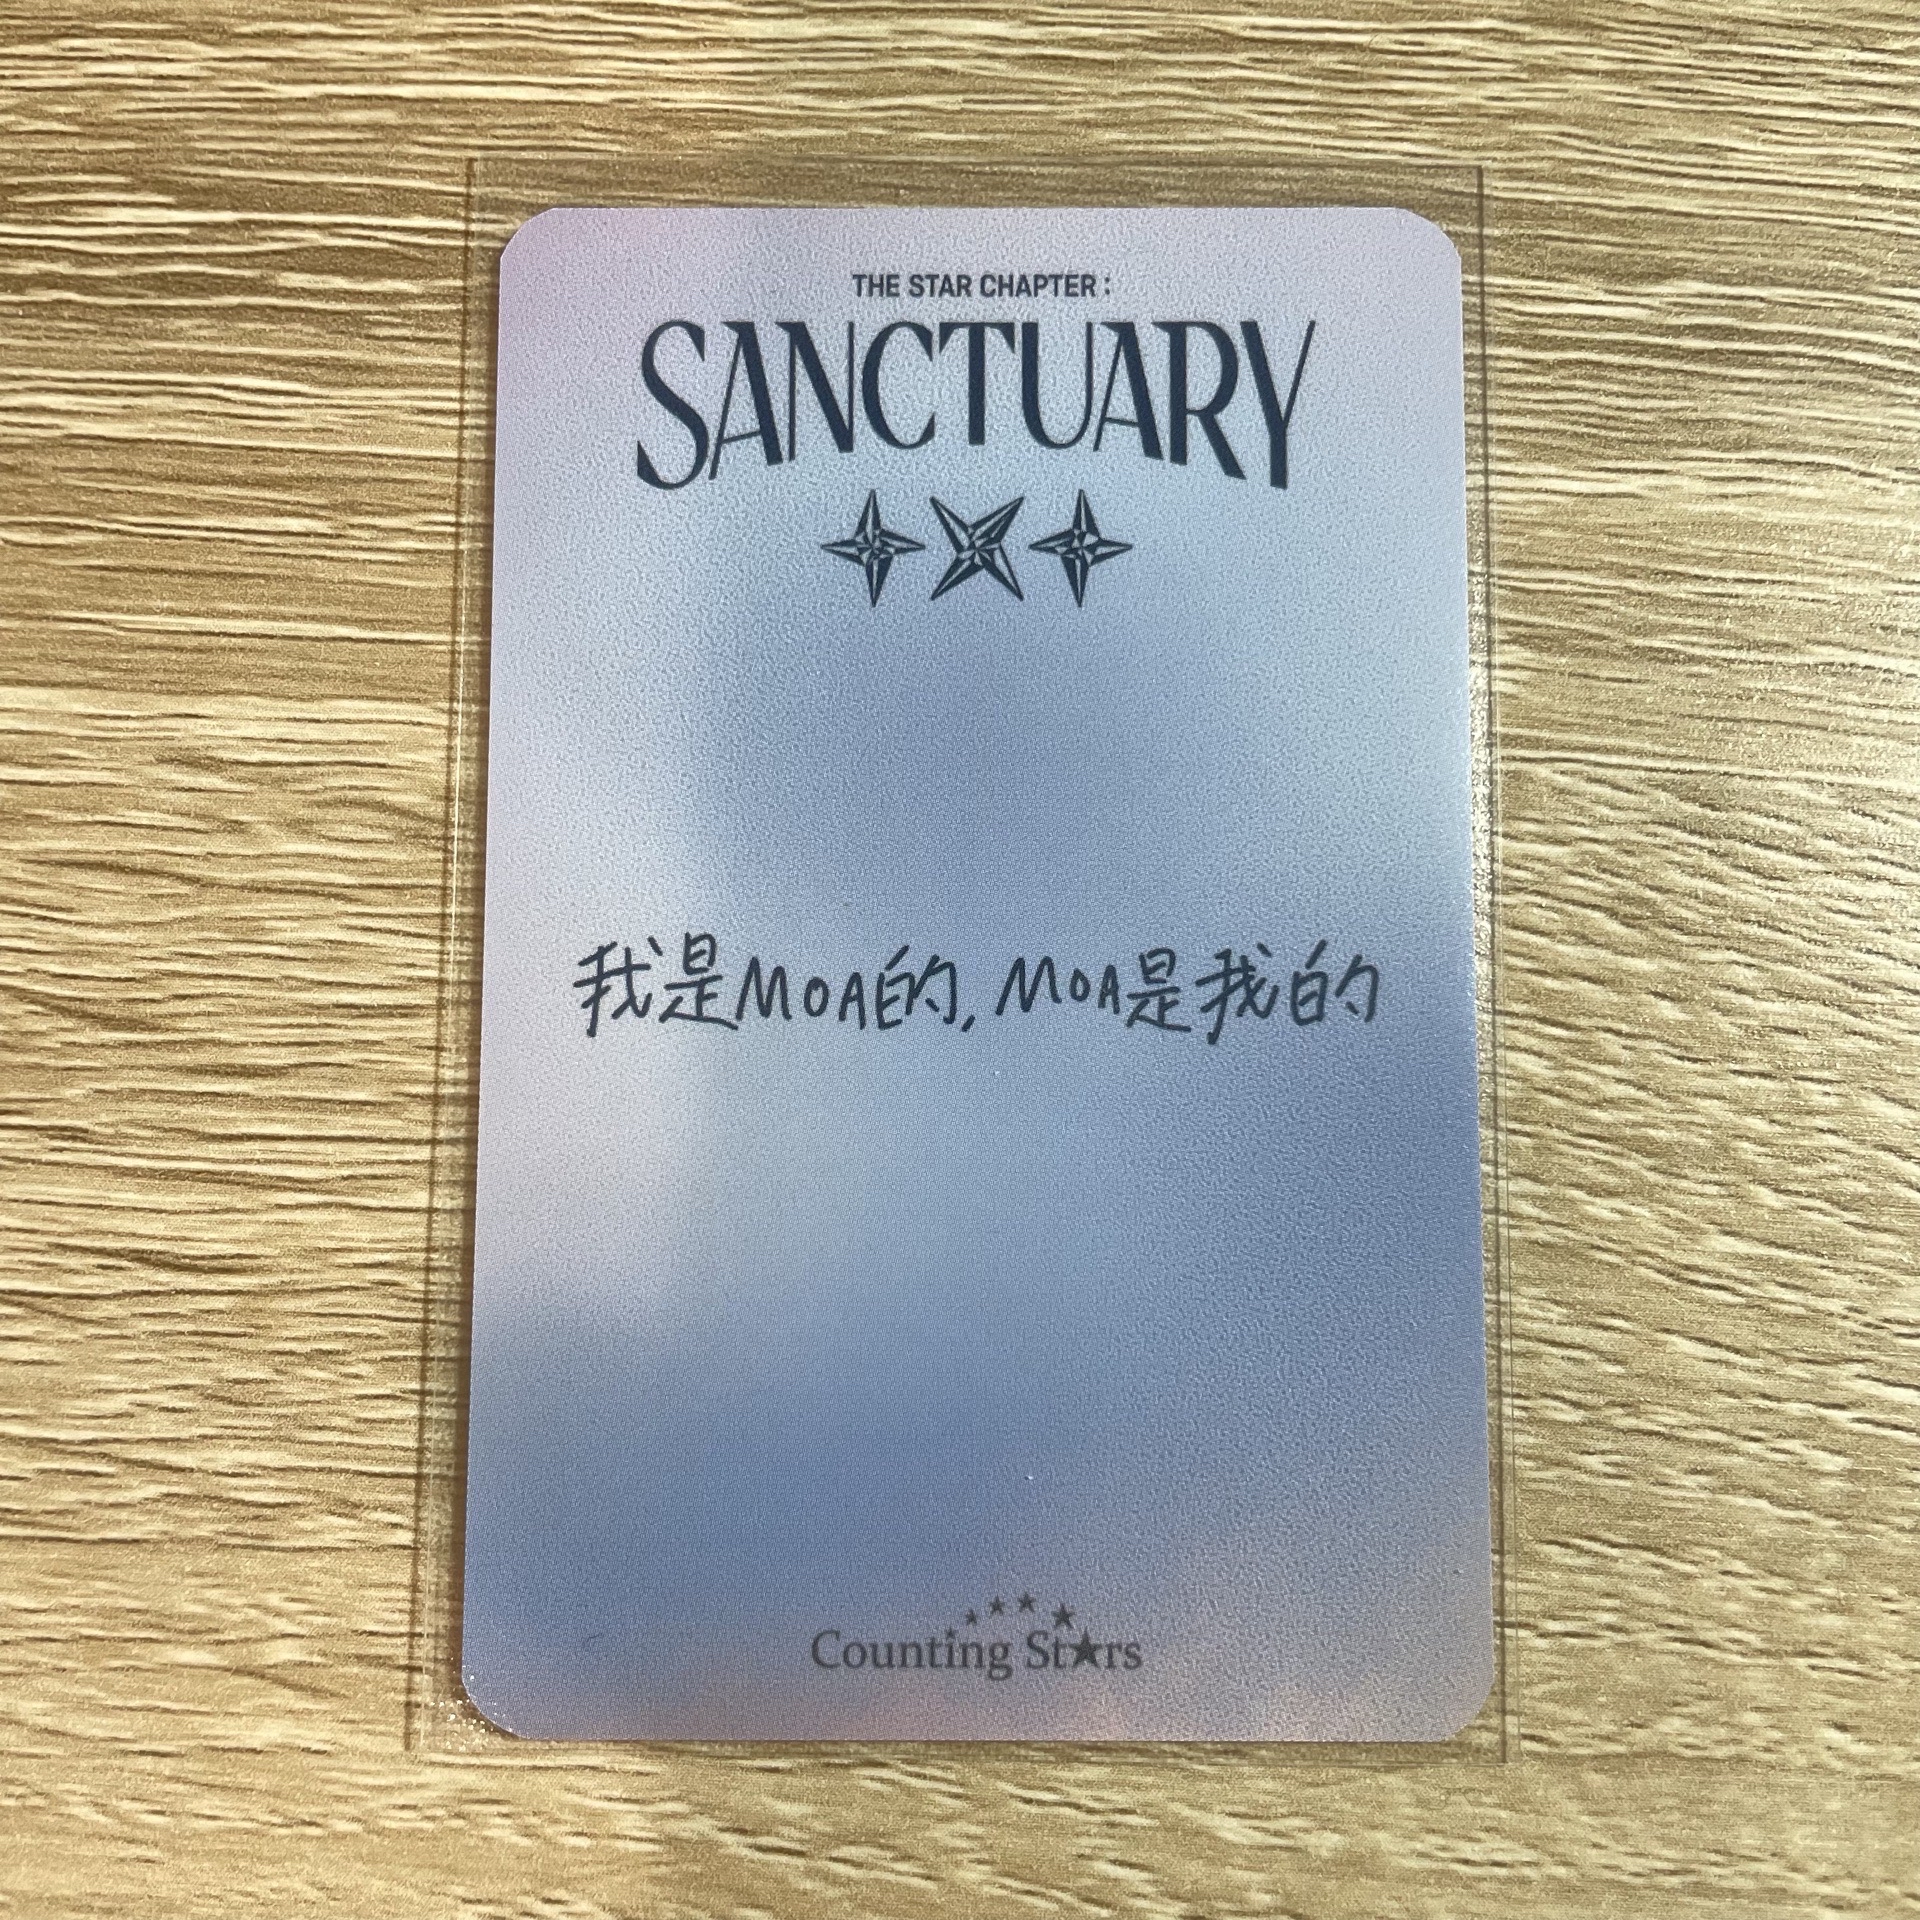 THE STAR CHAPTER :
SANCTUARY
我是MOA的, MOA是我的
Counting Stars